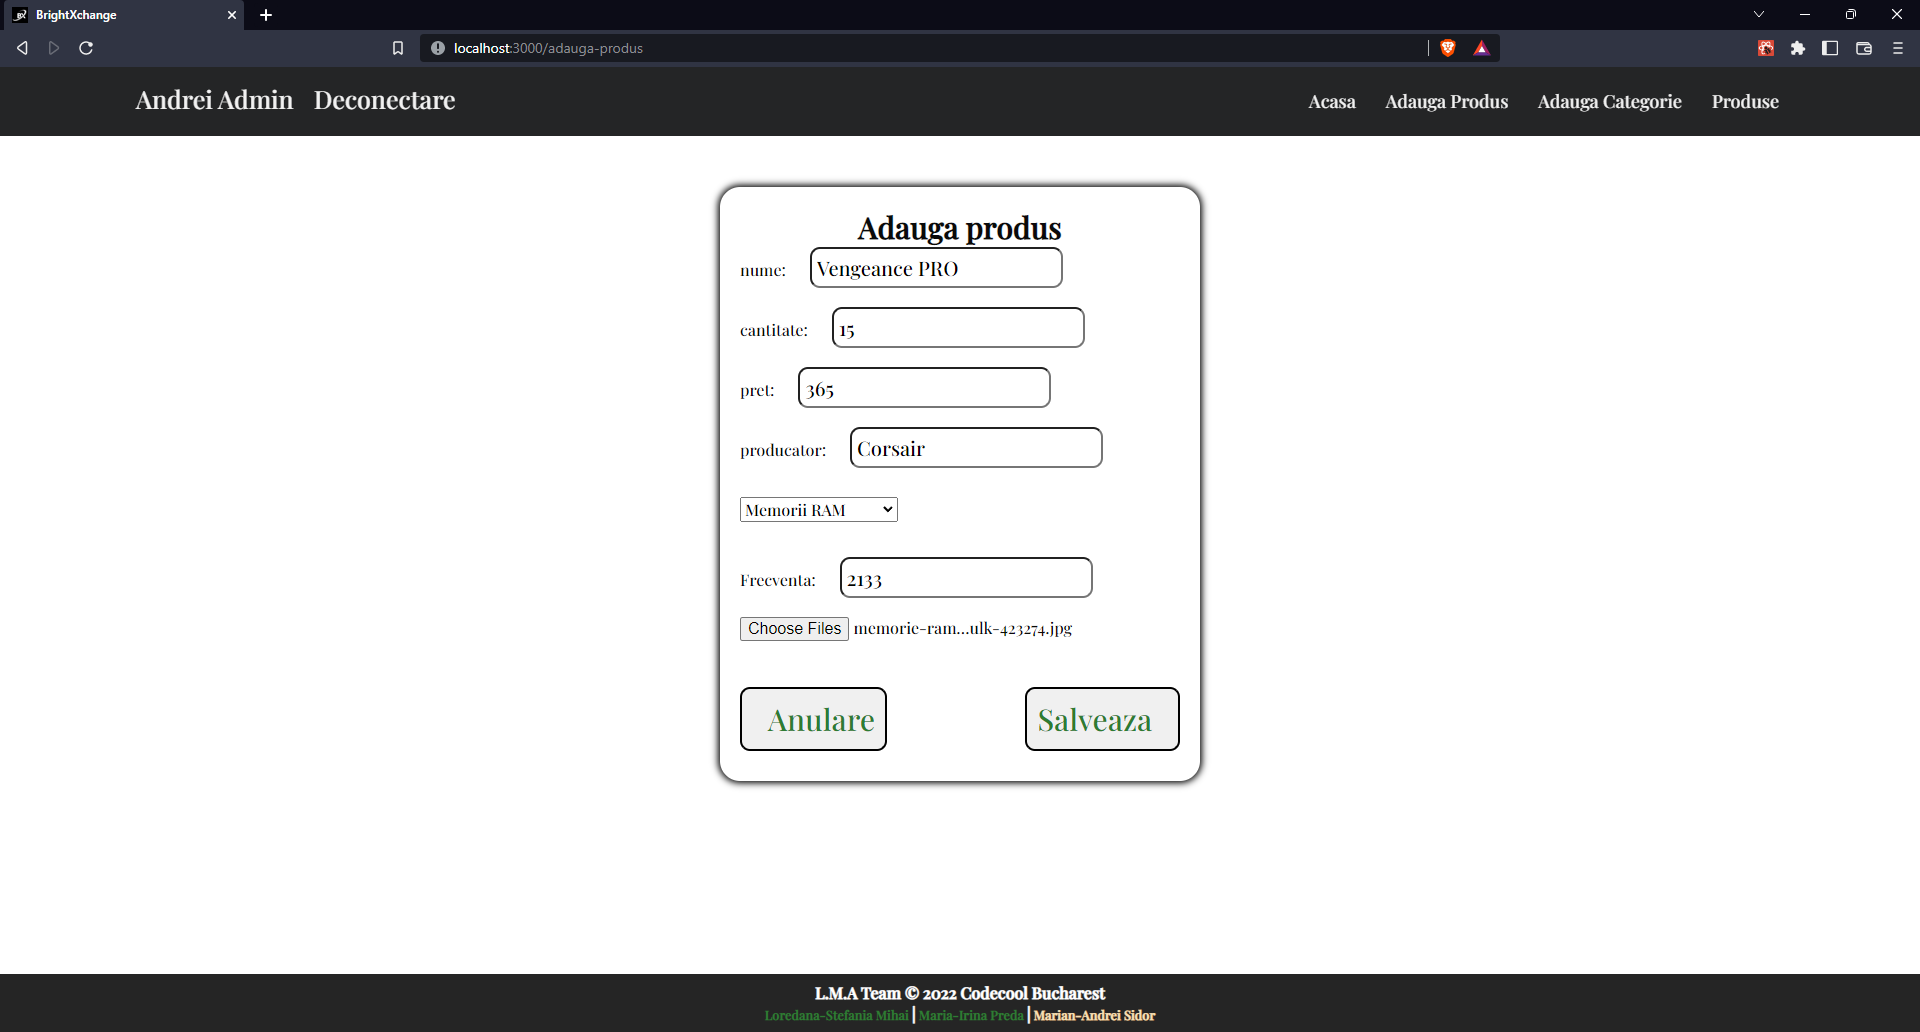 BrightXchange
localhost:3000/adauga-produs
Andrei Admin Deconectare Acasa Adauga Produs Adauga Categorie Produse
Adauga produs
nume: Vengeance PRO
cantitate: 15
pret: 365
producator: Corsair
Memorii RAM
Frecventa: 2133
Choose Files memorie-ram...ulk-423274.jpg
Anulare Salveaza
L.M.A Team © 2022 Codecool Bucharest
Loredana-Stefania Mihai | Maria-Irina Preda | Marian-Andrei Sidor